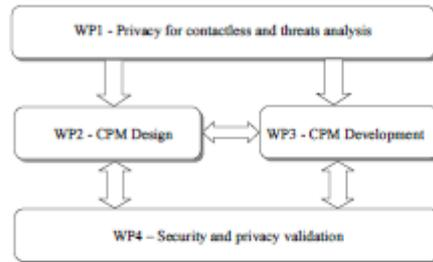 WP1 - Privacy for contactless and threats analysis
WP2 - CPM Design
WP3 - CPM Development
WP4 – Security and privacy validation